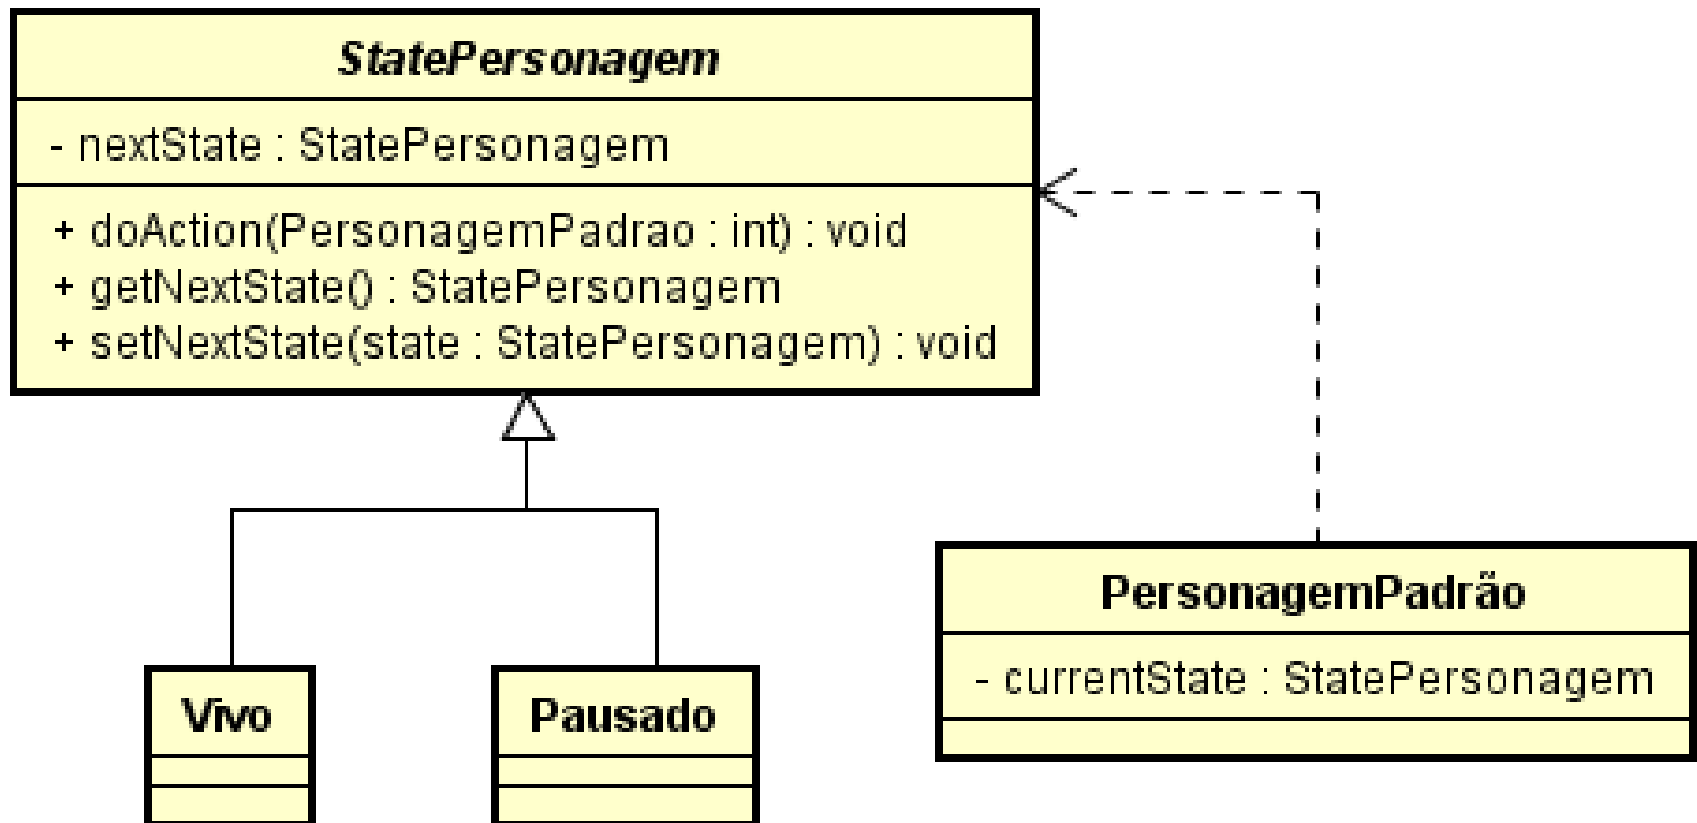 StatePersonagem
- nextState : StatePersonagem
+ doAction(PersonagemPadrao : int) : void
+ getNextState() : StatePersonagem
+ setNextState(state : StatePersonagem) : void
Vivo
Pausado
PersonagemPadrão
- currentState : StatePersonagem